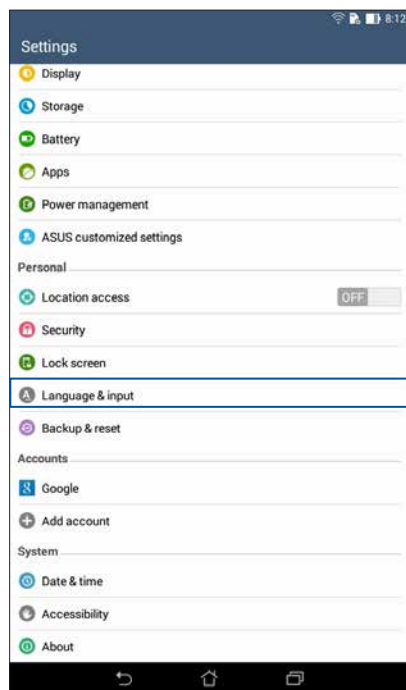 8:12
Settings
Display
Storage
Battery
Apps
Power management
ASUS customized settings
Personal
Location access OFF
Security
Lock screen
A Language & input
Backup & reset
Accounts
8 Google
Add account
System
Date & time
Accessibility
About